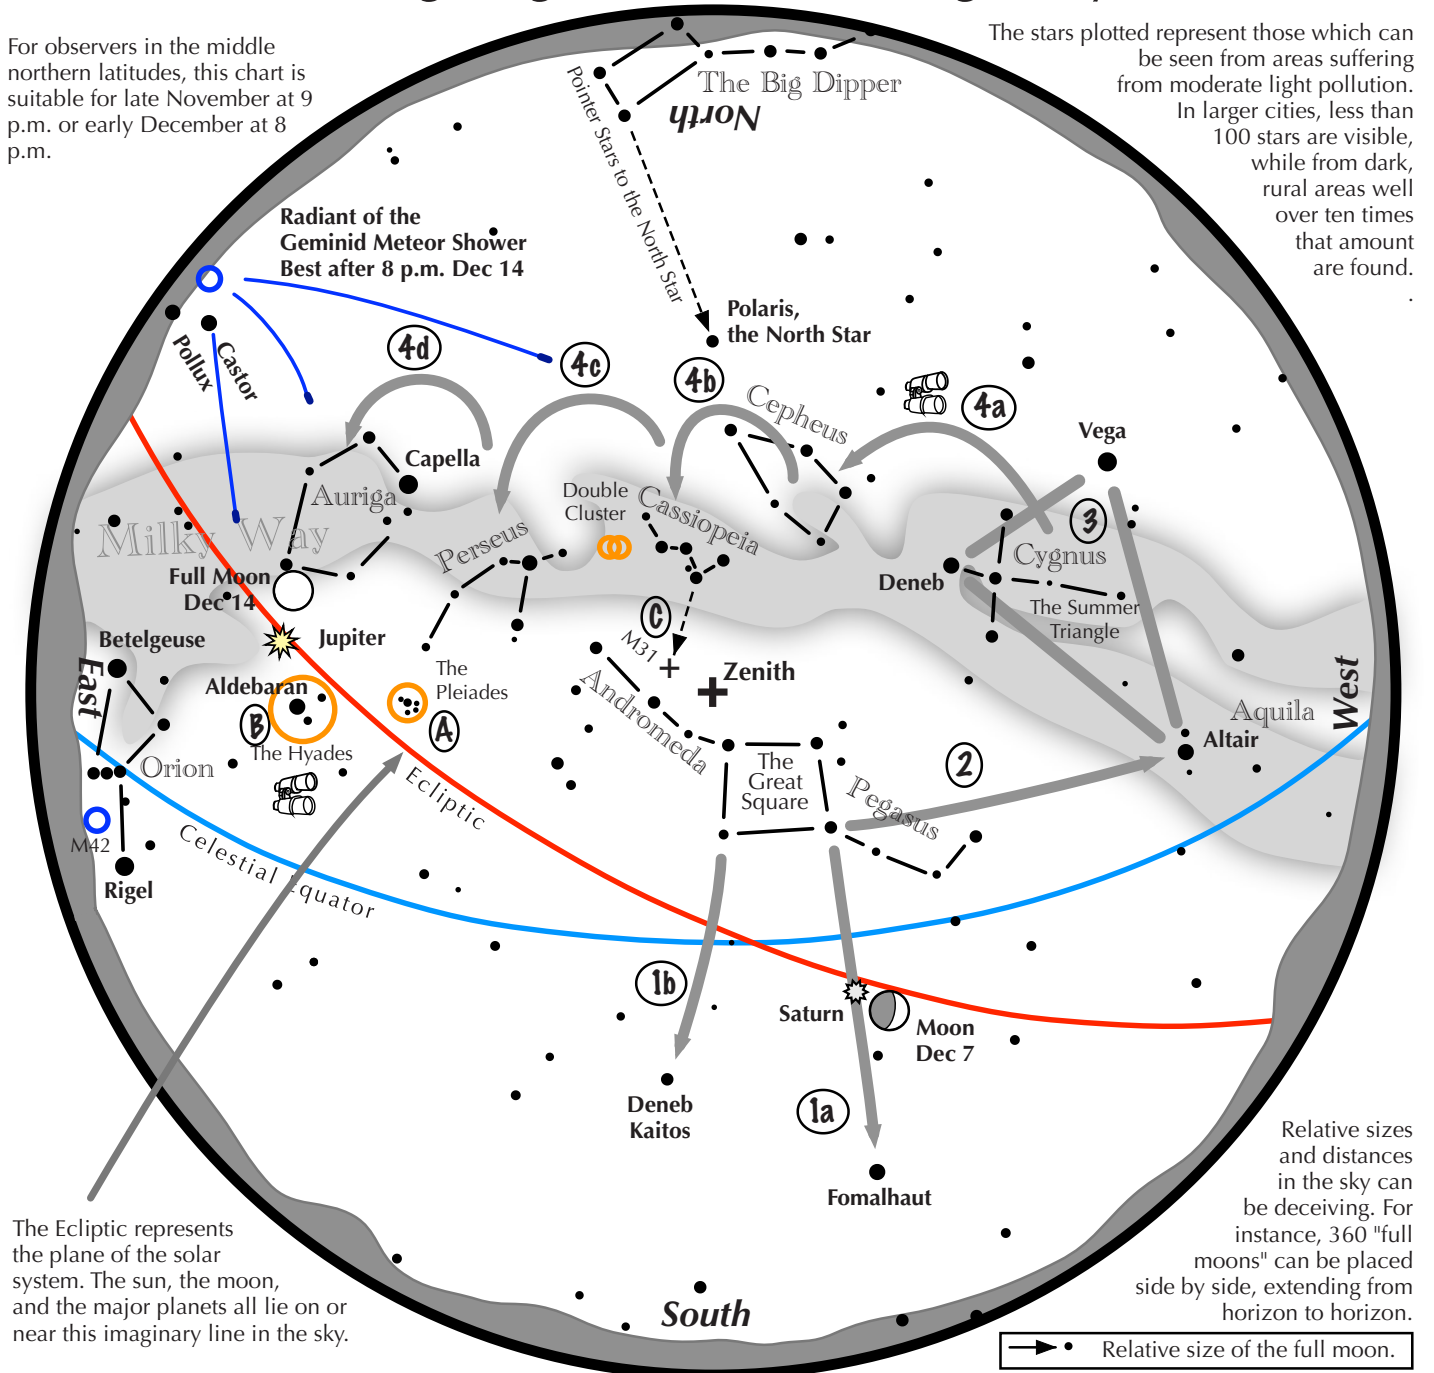 For observers in the middle
northern latitudes, this chart is
suitable for late November at 9
p.m. or early December at 8
p.m.
The stars plotted represent those which can
be seen from areas suffering
from moderate light pollution.
In larger cities, less than
100 stars are visible,
while from dark,
rural areas well
over ten times
that amount
are found.
.
The Big Dipper
North
Pointer Stars to the North Star
Radiant of the
Geminid Meteor Shower
Best after 8 p.m. Dec 14
Polaris,
the North Star
Castor
Pollux
4d
4c
4b
4a
Cepheus
Vega
Capella
Auriga
Double
Cluster
Cassiopeia
3
Perseus
Milky Way
Cygnus
Deneb
Full Moon
Dec 14
The Summer
Triangle
C
M31
Betelgeuse
Jupiter
Zenith
East
Aldebaran
The
Pleiades
West
B
A
Andromeda
Aquila
Altair
The Hyades
Orion
The
Great
Square
2
Pegasus
Ecliptic
M42
Celestial Equator
Rigel
1b
Saturn
Moon
Dec 7
Deneb
Kaitos
1a
Fomalhaut
The Ecliptic represents
the plane of the solar
system. The sun, the moon,
and the major planets all lie on or
near this imaginary line in the sky.
South
Relative sizes
and distances
in the sky can
be deceiving. For
instance, 360 "full
moons" can be placed
side by side, extending from
horizon to horizon.
Relative size of the full moon.